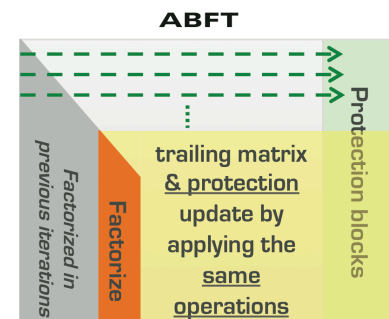 ABFT
Factorized in
previous iterations
Factorize
trailing matrix
& protection
update by
applying the
same
operations
Protection blocks